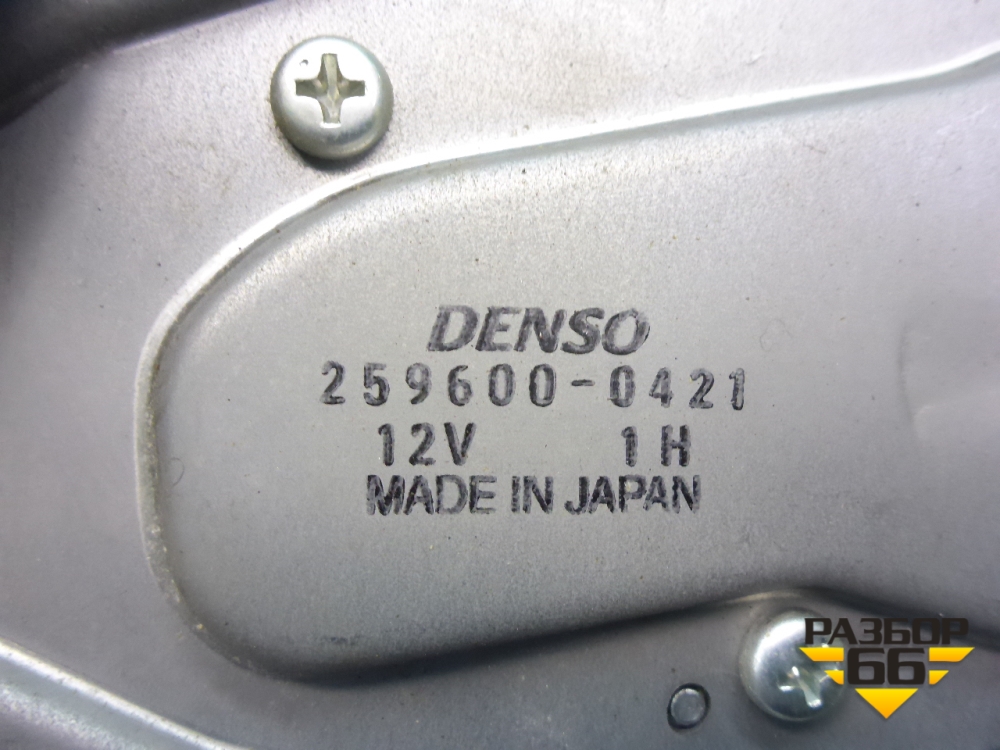 DENSO
259600-0421
12V 1H
MADE IN JAPAN
РАЗБОР
66